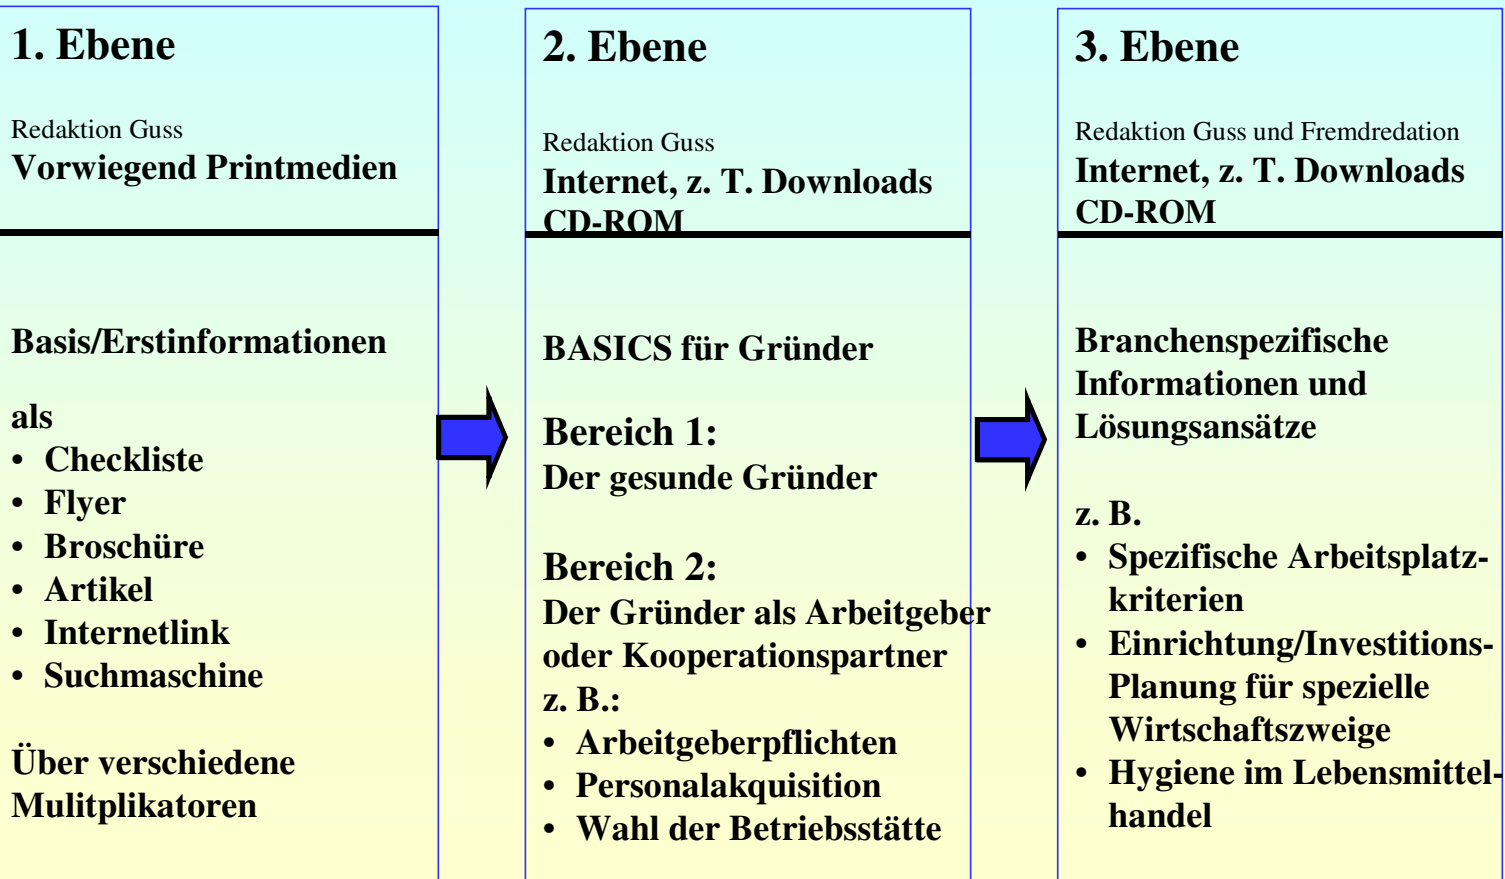 1. Ebene
Redaktion Guss
Vorwiegend Printmedien
Basis/Erstinformationen
als
• Checkliste
• Flyer
• Broschüre
• Artikel
• Internetlink
• Suchmaschine
Über verschiedene
Mulitplikatoren
2. Ebene
Redaktion Guss
Internet, z. T. Downloads
CD-ROM
BASICS für Gründer
Bereich 1:
Der gesunde Gründer
Bereich 2:
Der Gründer als Arbeitgeber
oder Kooperationspartner
z. B.:
• Arbeitgeberpflichten
• Personalakquisition
• Wahl der Betriebsstätte
3. Ebene
Redaktion Guss und Fremdredation
Internet, z. T. Downloads
CD-ROM
Branchenspezifische
Informationen und
Lösungsansätze
z. B.
• Spezifische Arbeitsplatz-
kriterien
• Einrichtung/Investitions-
Planung für spezielle
Wirtschaftszweige
• Hygiene im Lebensmittel-
handel